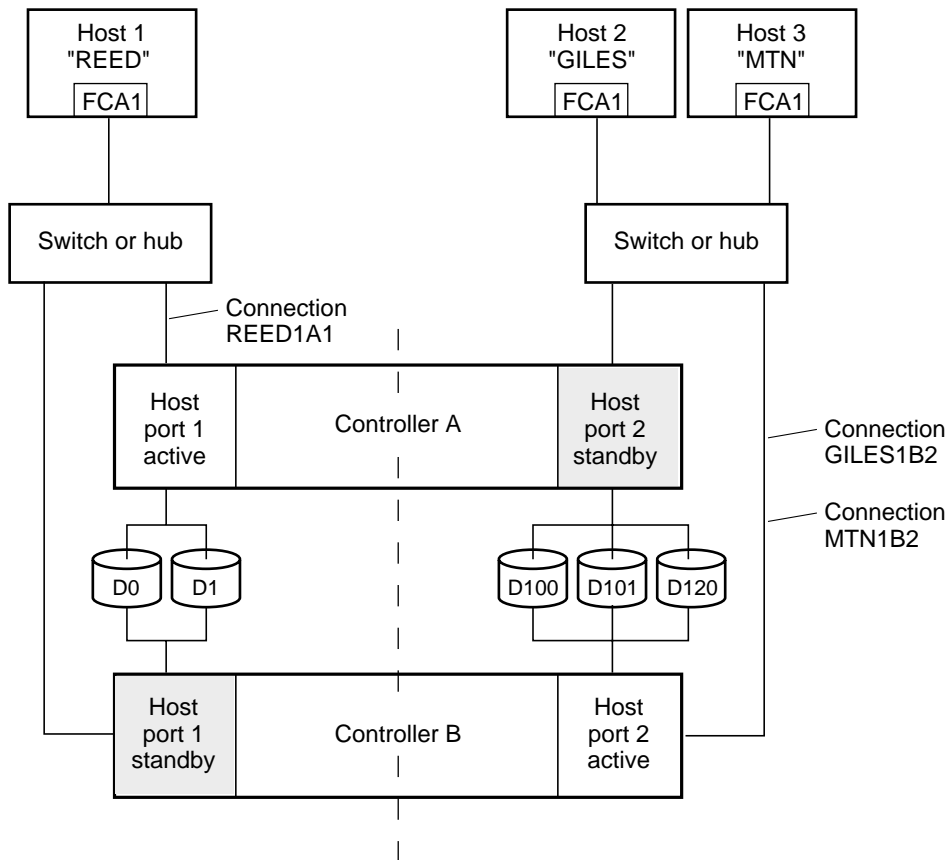 Host 1
"REED"
FCA1
Host 2
"GILES"
FCA1
Host 3
"MTN"
FCA1
Switch or hub
Switch or hub
Connection
REED1A1
Host
port 1
active
Controller A
Host
port 2
standby
Connection
GILES1B2
Connection
MTN1B2
D0
D1
D100
D101
D120
Host
port 1
standby
Controller B
Host
port 2
active